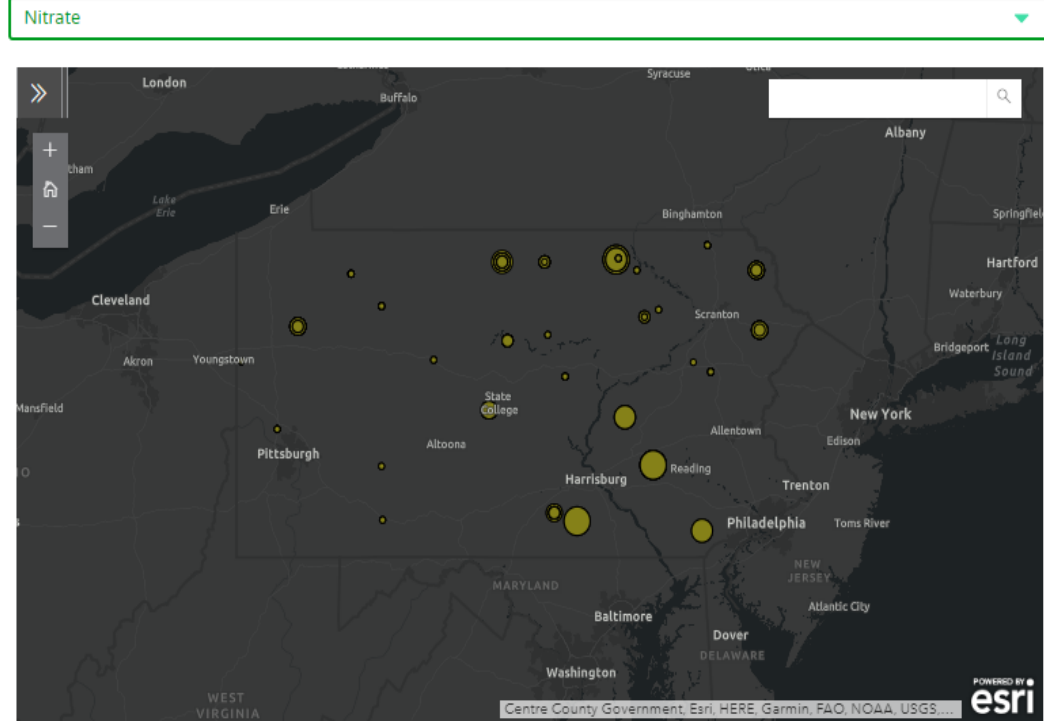 Nitrate
London
Syracuse
Buffalo
Albany
Lake
Erie
Erie
Binghamton
Springfiel
Hartford
Cleveland
Waterbury
Scranton
Bridgeport
Long
Island
Sound
Akron
Youngstown
Mansfield
State
College
New York
Allentown
Edison
Altoona
Pittsburgh
Reading
Harrisburg
Trenton
Philadelphia
Toms River
NEW
JERSEY
MARYLAND
Atlantic City
Baltimore
Dover
DELAWARE
Washington
WEST
VIRGINIA
Centre County Government, Esri, HERE, Garmin, FAO, NOAA, USGS,...
POWERED BY
esri